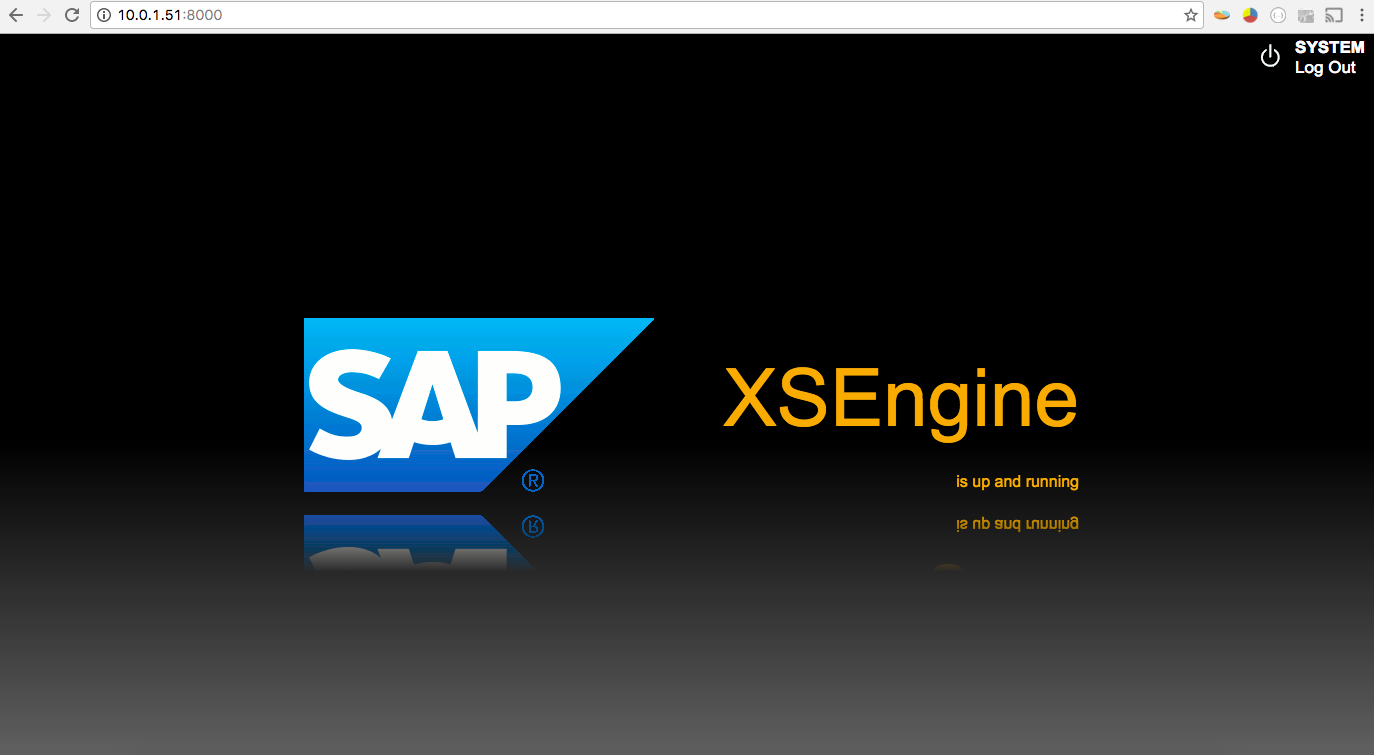 10.0.1.51:8000
SYSTEM
Log Out
SAP
®
XSEngine
is up and running